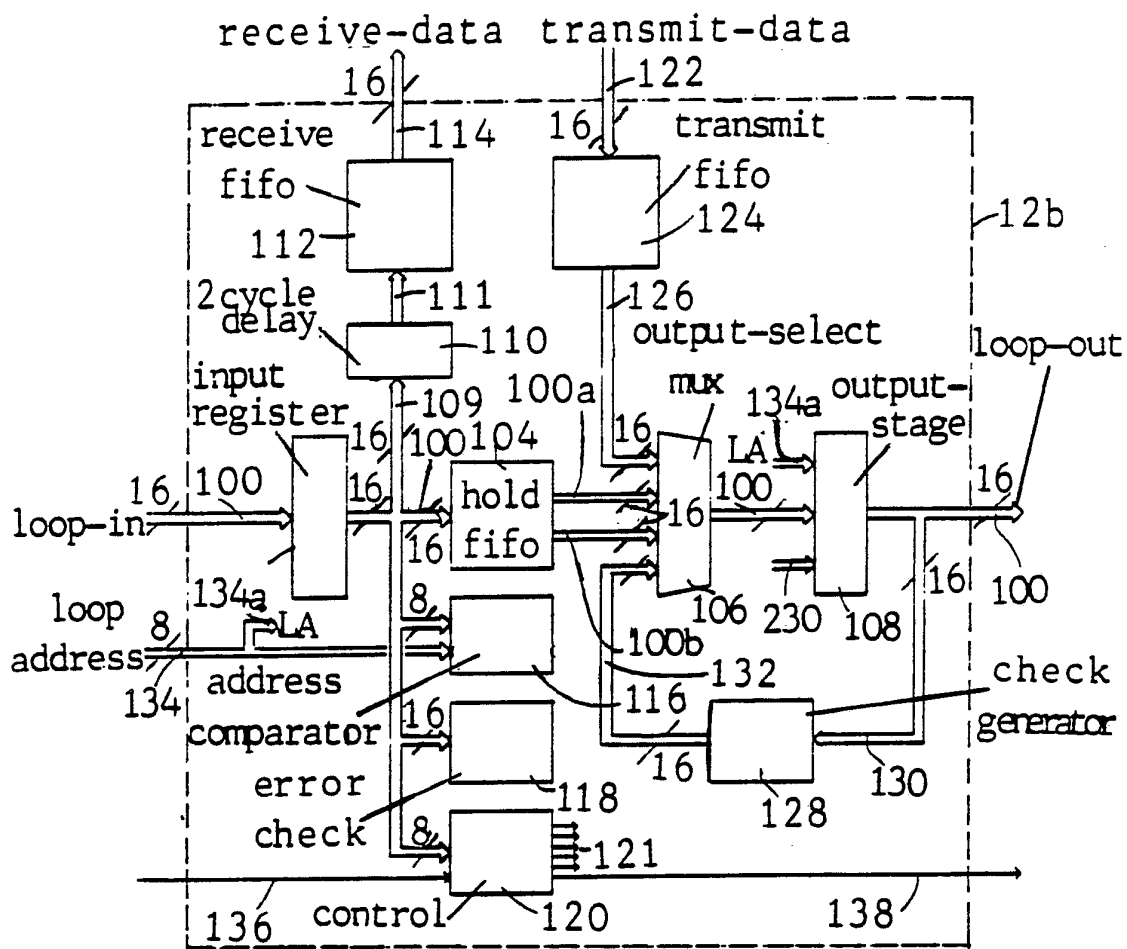 receive-data transmit-data
16
122
receive
114
16
transmit
fifo
fifo
112
124
12b
2cycle
delay
111
126
110
output-select
loop-out
input
register
109
100a
mux
134a
output-
stage
16
100
104
16
LA
16
100
16
hold
fifo
16
100
16
loop-in
16
16
100
134a
8
106
230
108
loop
LA
8
100b
address
134
address
132
check
comparator
16
116
16
generator
error
118
128
130
check
8
121
136
control
120
138